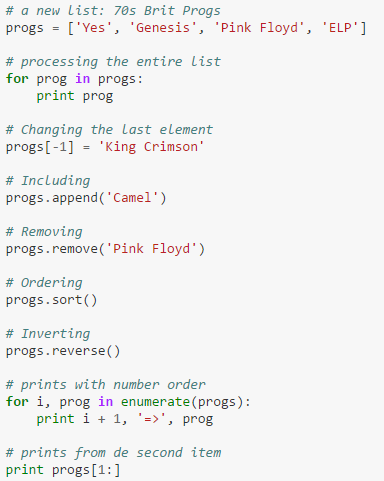 # a new list: 70s Brit Progs
progs = ['Yes', 'Genesis', 'Pink Floyd', 'ELP']

# processing the entire list
for prog in progs:
    print prog

# Changing the last element
progs[-1] = 'King Crimson'

# Including
progs.append('Camel')

# Removing
progs.remove('Pink Floyd')

# Ordering
progs.sort()

# Inverting
progs.reverse()

# prints with number order
for i, prog in enumerate(progs):
    print i + 1, '=>', prog

# prints from de second item
print progs[1:]